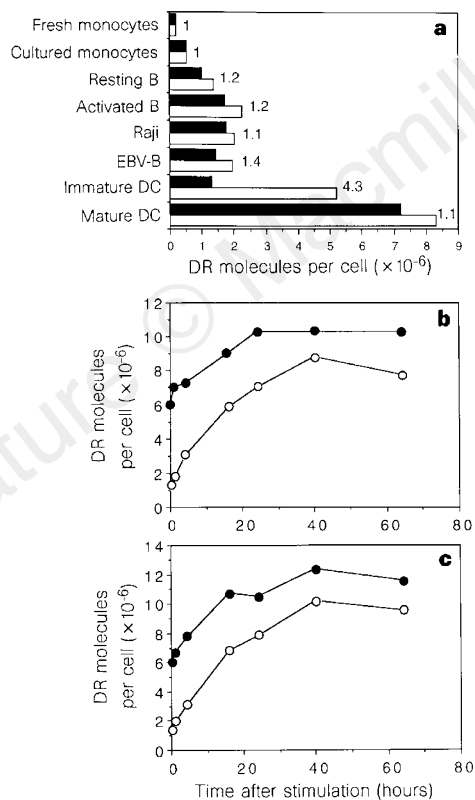 a
Fresh monocytes 1
Cultured monocytes 1
Resting B 1.2
Activated B 1.2
Raji 1.1
EBV-B 1.4
Immature DC 4.3
Mature DC 1.1
0 1 2 3 4 5 6 7 8 9
DR molecules per cell (×10⁻⁶)
b
DR molecules
per cell (×10⁻⁶)
12
10
8
6
4
2
0
0 20 40 60 80
c
DR molecules
per cell (×10⁻⁶)
14
12
10
8
6
4
2
0
0 20 40 60 80
Time after stimulation (hours)
ature © Macmill